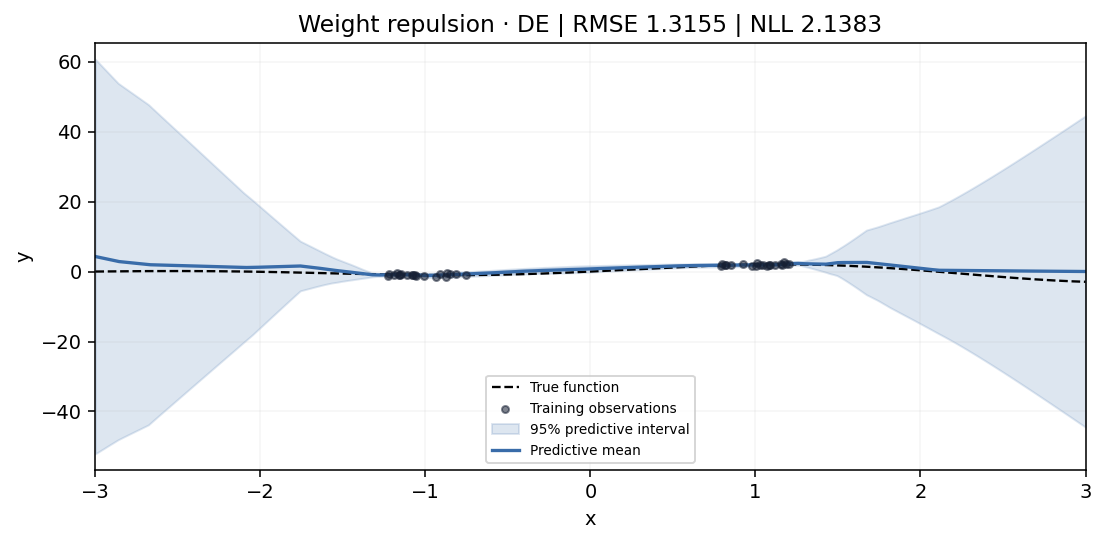 Weight repulsion · DE | RMSE 1.3155 | NLL 2.1383
60
40
20
0
−20
−40
y
True function
Training observations
95% predictive interval
Predictive mean
−3 −2 −1 0 1 2 3
x